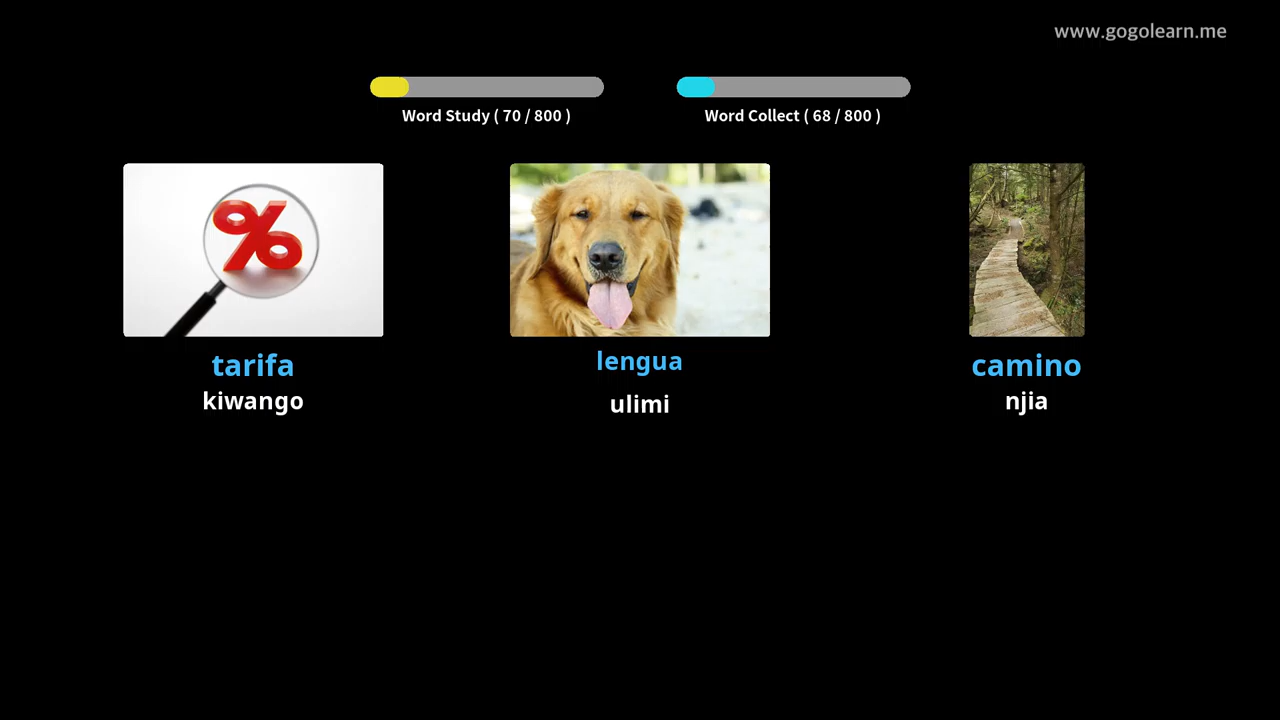 www.gogolearn.me
Word Study ( 70 / 800 )
Word Collect ( 68 / 800 )
%
tarifa
kiwango
lengua
ulimi
camino
njia